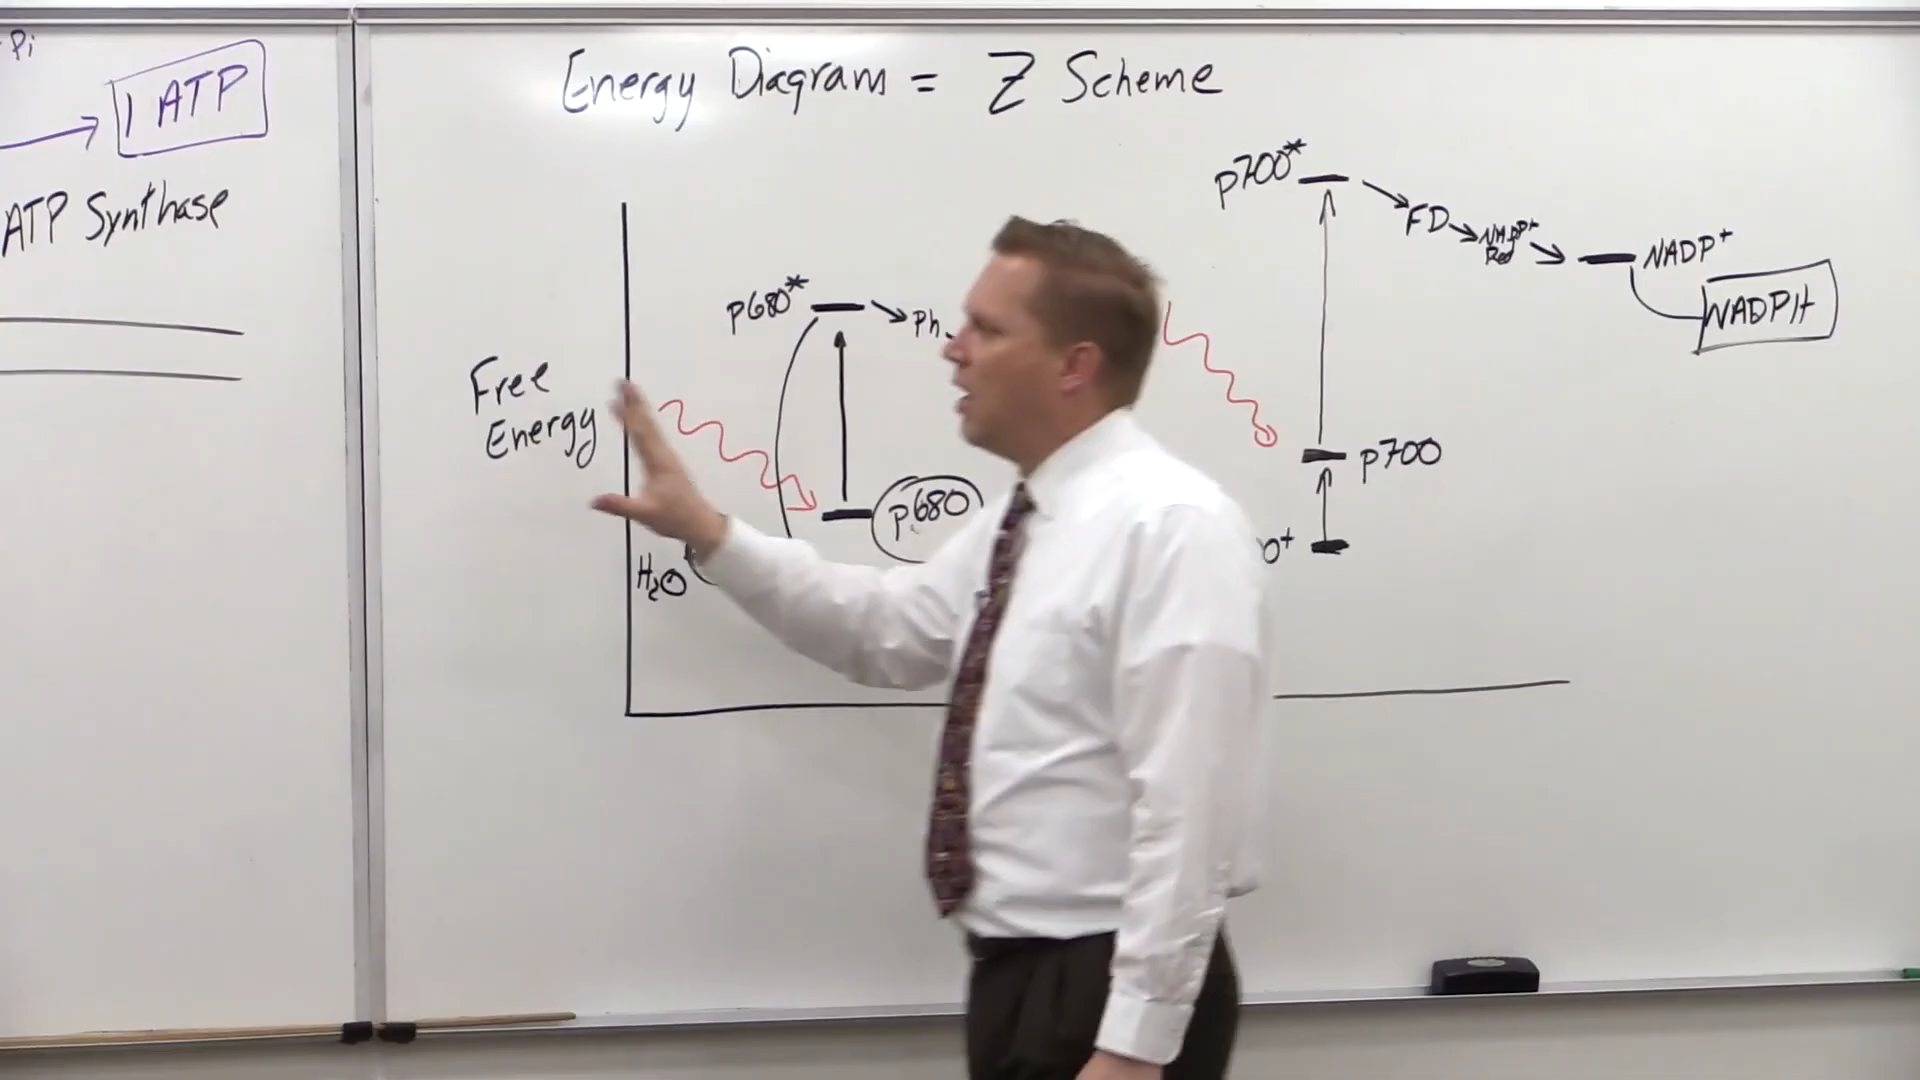 Pi
1 ATP
ATP Synthase
Energy Diagram = Z Scheme
Free
Energy
P680*
Ph
P680
H₂O
P700*
FD
NADP+
Red
NADP+
NADPH
P700
0+